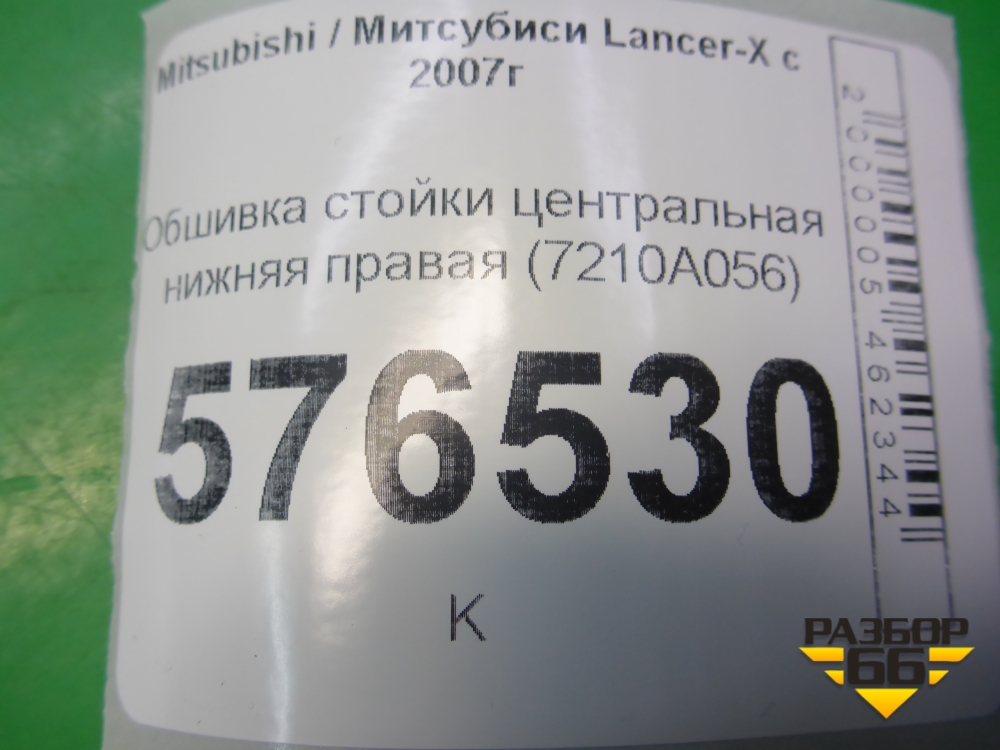 Mitsubishi / Митсубиси Lancer-X с
2007г
Обшивка стойки центральная
нижняя правая (7210A056)
576530
К
2000005462344
РАЗБОР
66